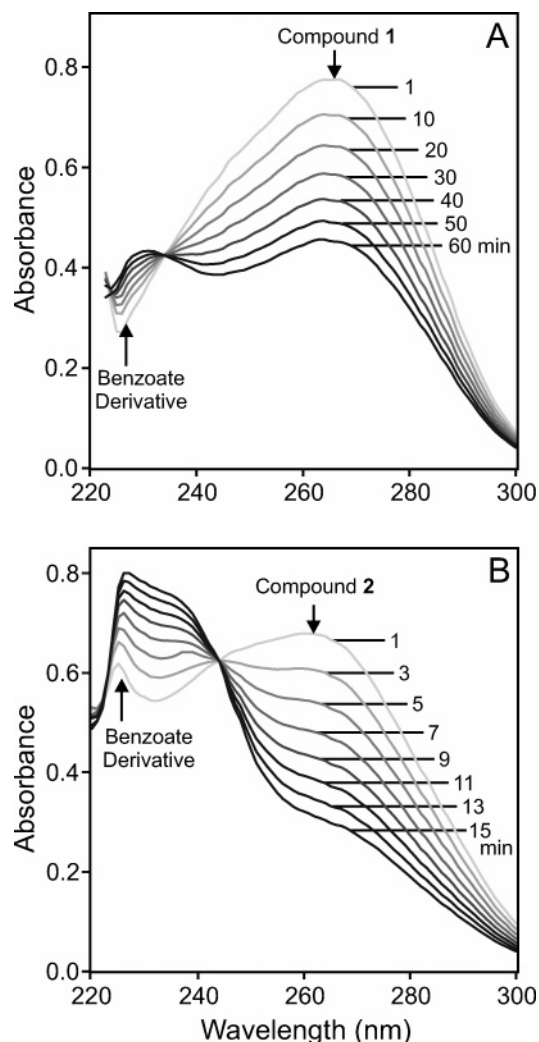 A
Compound 1
0.8
1
10
20
0.6
30
40
50
60 min
Absorbance
0.4
0.2
Benzoate
Derivative
0.0
220 240 260 280 300
B
0.8
Compound 2
1
3
0.6
5
Benzoate
Derivative
7
9
Absorbance
0.4
11
13
15
min
0.2
0.0
220 240 260 280 300
Wavelength (nm)